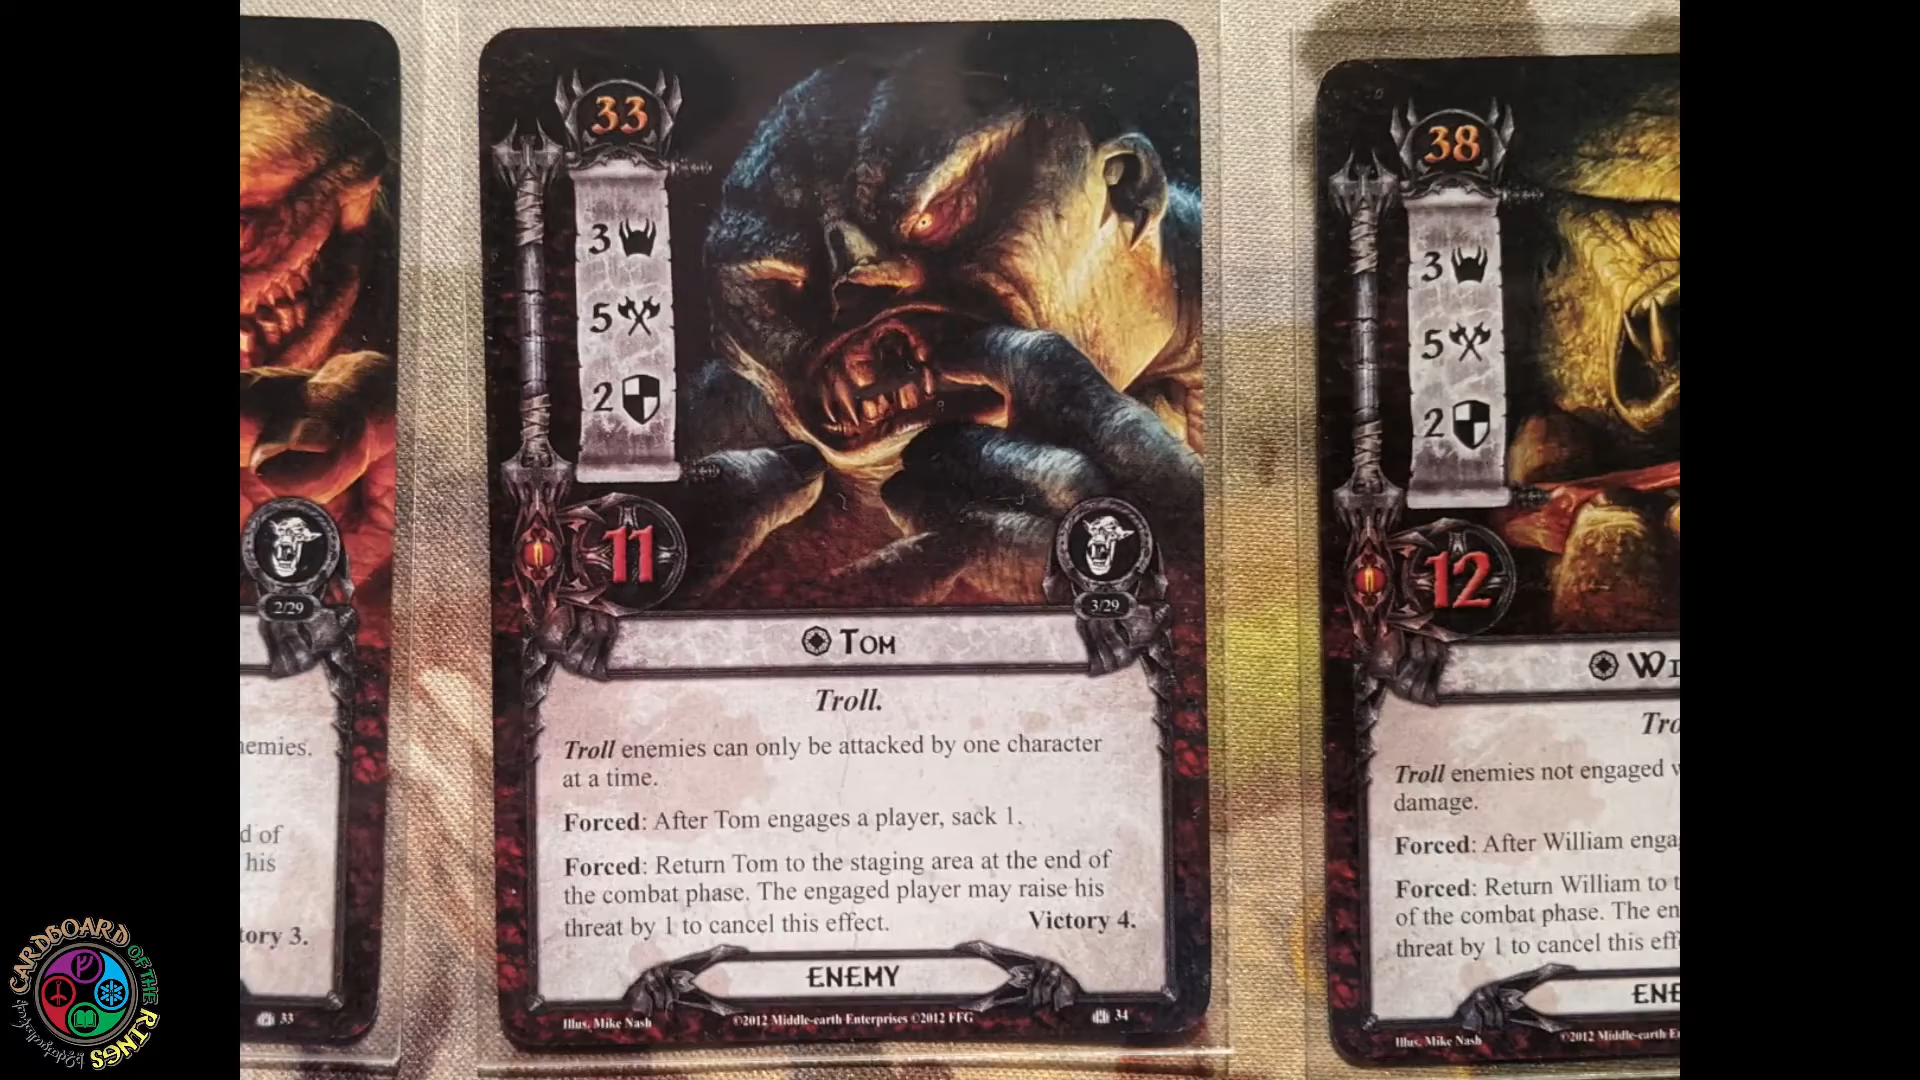 2/29
emies.
d of
his
tory 3.
33
33
3
5
2
11
3/29
Tom
Troll.
Troll enemies can only be attacked by one character
at a time.
Forced: After Tom engages a player, sack 1.
Forced: Return Tom to the staging area at the end of
the combat phase. The engaged player may raise his
threat by 1 to cancel this effect.
Victory 4.
ENEMY
Illus. Mike Nash
©2012 Middle-earth Enterprises ©2012 FFG
34
38
3
5
2
12
Wi
Tro
Troll enemies not engaged w
damage.
Forced: After William enga
Forced: Return William to t
of the combat phase. The en
threat by 1 to cancel this eff
ENE
Illus. Mike Nash
©2012 Middle-earth E
CARDBOARD OF THE RINGS